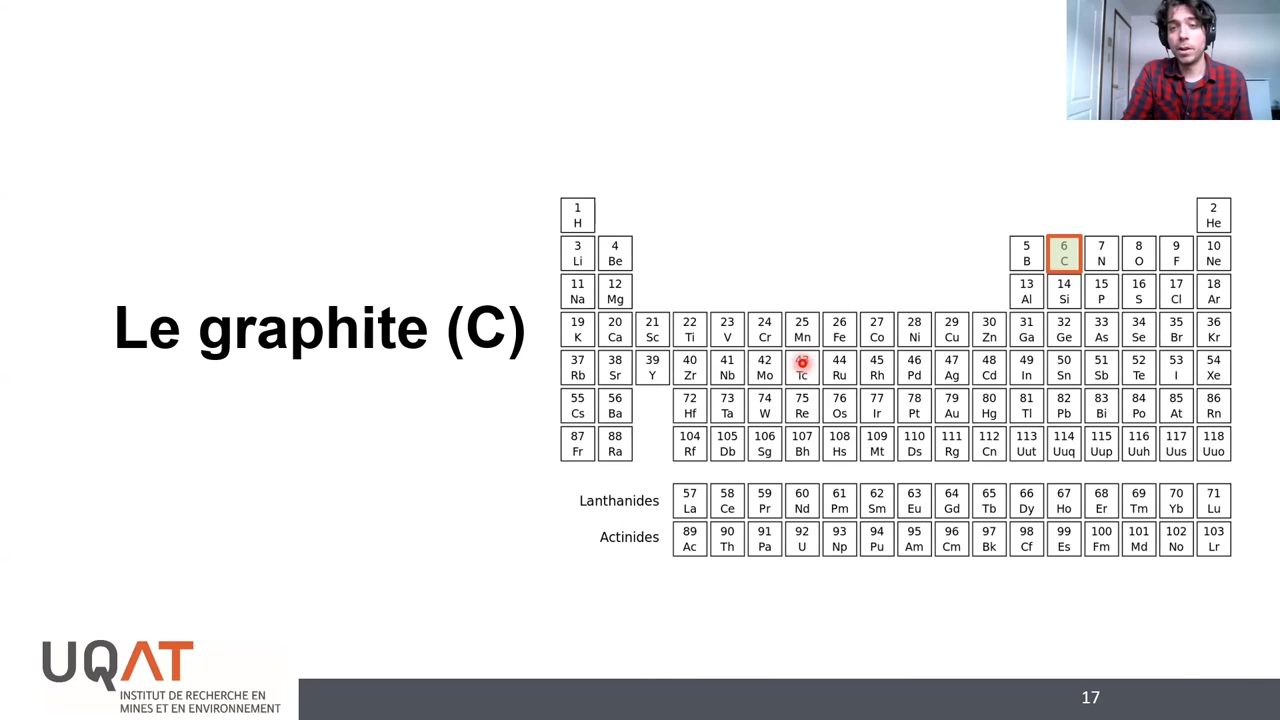 Le graphite (C)
1 2
H He
3 4 5 6 7 8 9 10
Li Be B C N O F Ne
11 12 13 14 15 16 17 18
Na Mg Al Si P S Cl Ar
19 20 21 22 23 24 25 26 27 28 29 30 31 32 33 34 35 36
K Ca Sc Ti V Cr Mn Fe Co Ni Cu Zn Ga Ge As Se Br Kr
37 38 39 40 41 42 44 45 46 47 48 49 50 51 52 53 54
Rb Sr Y Zr Nb Mo Tc Ru Rh Pd Ag Cd In Sn Sb Te I Xe
55 56 72 73 74 75 76 77 78 79 80 81 82 83 84 85 86
Cs Ba Hf Ta W Re Os Ir Pt Au Hg Tl Pb Bi Po At Rn
87 88 104 105 106 107 108 109 110 111 112 113 114 115 116 117 118
Fr Ra Rf Db Sg Bh Hs Mt Ds Rg Cn Uut Uuq Uup Uuh Uus Uuo
Lanthanides
57 58 59 60 61 62 63 64 65 66 67 68 69 70 71
La Ce Pr Nd Pm Sm Eu Gd Tb Dy Ho Er Tm Yb Lu
Actinides
89 90 91 92 93 94 95 96 97 98 99 100 101 102 103
Ac Th Pa U Np Pu Am Cm Bk Cf Es Fm Md No Lr
UQAT
INSTITUT DE RECHERCHE EN
MINES ET EN ENVIRONNEMENT
17